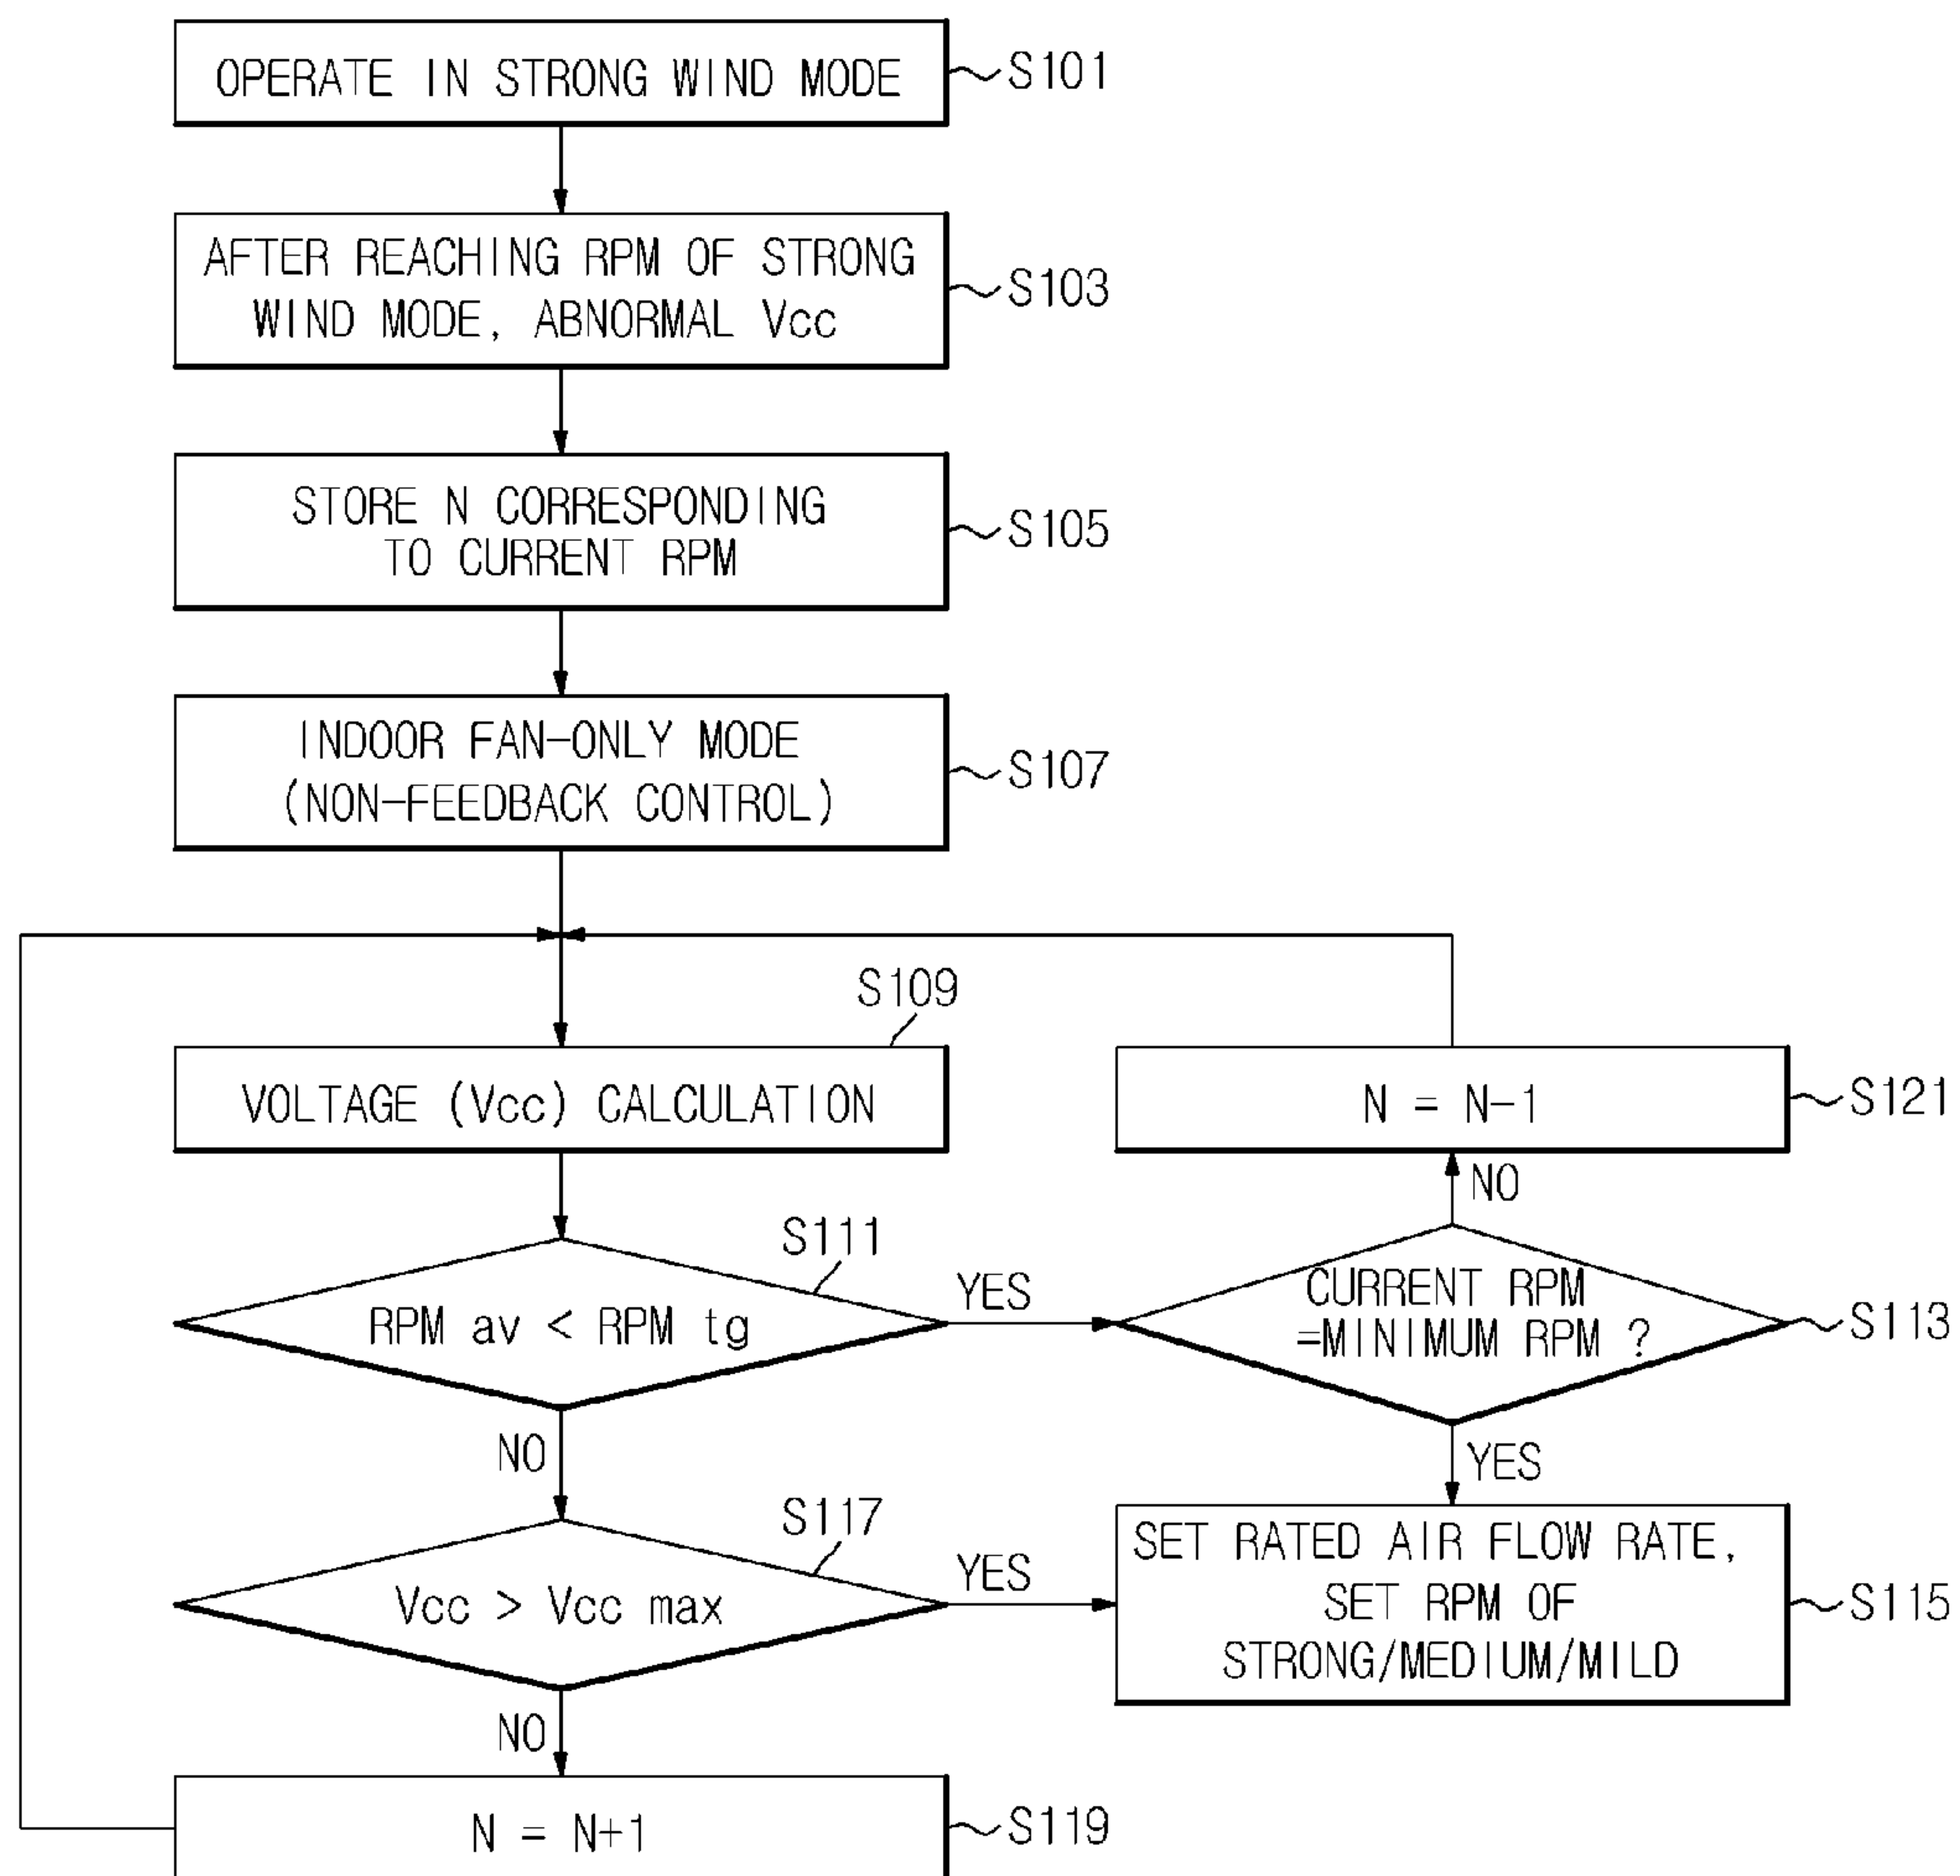 OPERATE IN STRONG WIND MODE
S101
AFTER REACHING RPM OF STRONG
WIND MODE, ABNORMAL Vcc
S103
STORE N CORRESPONDING
TO CURRENT RPM
S105
INDOOR FAN-ONLY MODE
(NON-FEEDBACK CONTROL)
S107
S109
VOLTAGE (Vcc) CALCULATION
N = N-1
S121
NO
S111
RPM av < RPM tg
YES
CURRENT RPM
=MINIMUM RPM ?
S113
NO
YES
S117
Vcc > Vcc max
YES
SET RATED AIR FLOW RATE,
SET RPM OF
STRONG/MEDIUM/MILD
S115
NO
N = N+1
S119